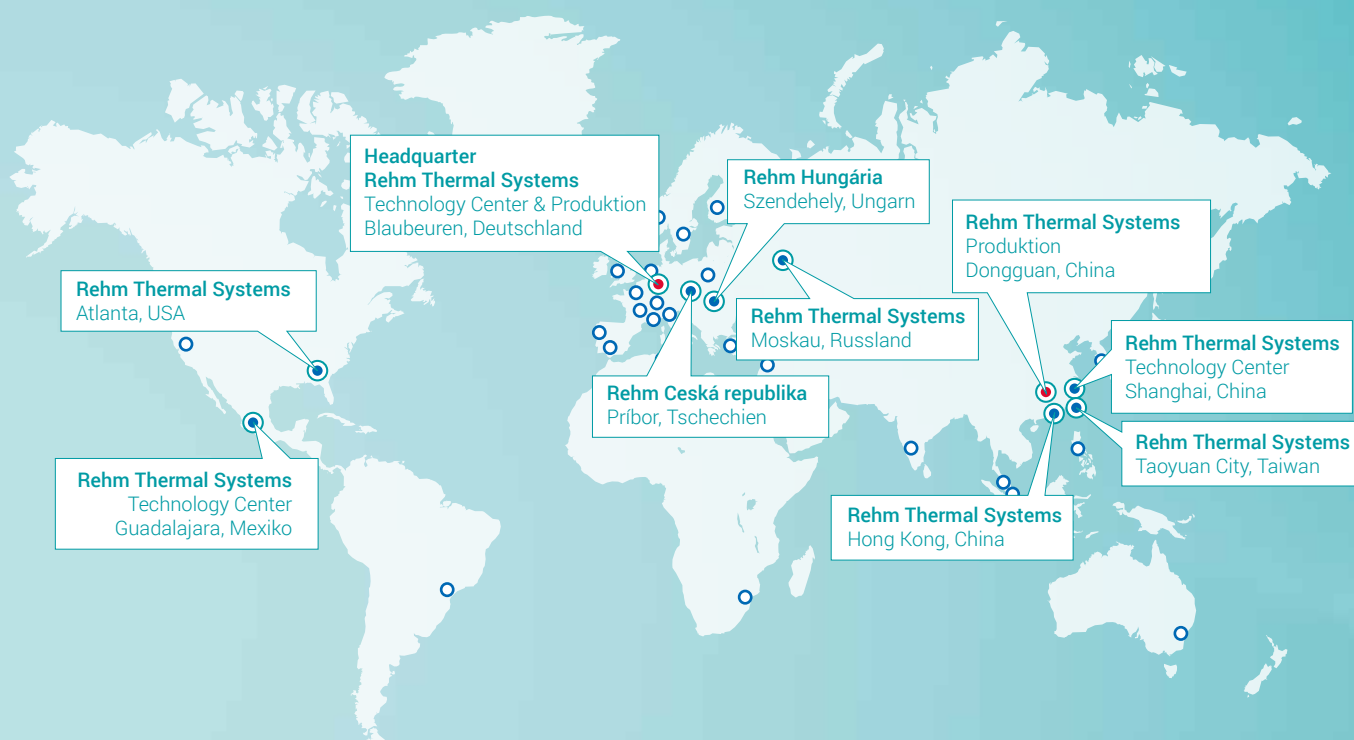 Headquarter
Rehm Thermal Systems
Technology Center & Produktion
Blaubeuren, Deutschland
Rehm Hungária
Szendehely, Ungarn
Rehm Thermal Systems
Produktion
Dongguan, China
Rehm Thermal Systems
Atlanta, USA
Rehm Thermal Systems
Moskau, Russland
Rehm Thermal Systems
Technology Center
Shanghai, China
Rehm Ceská republika
Príbor, Tschechien
Rehm Thermal Systems
Taoyuan City, Taiwan
Rehm Thermal Systems
Technology Center
Guadalajara, Mexiko
Rehm Thermal Systems
Hong Kong, China